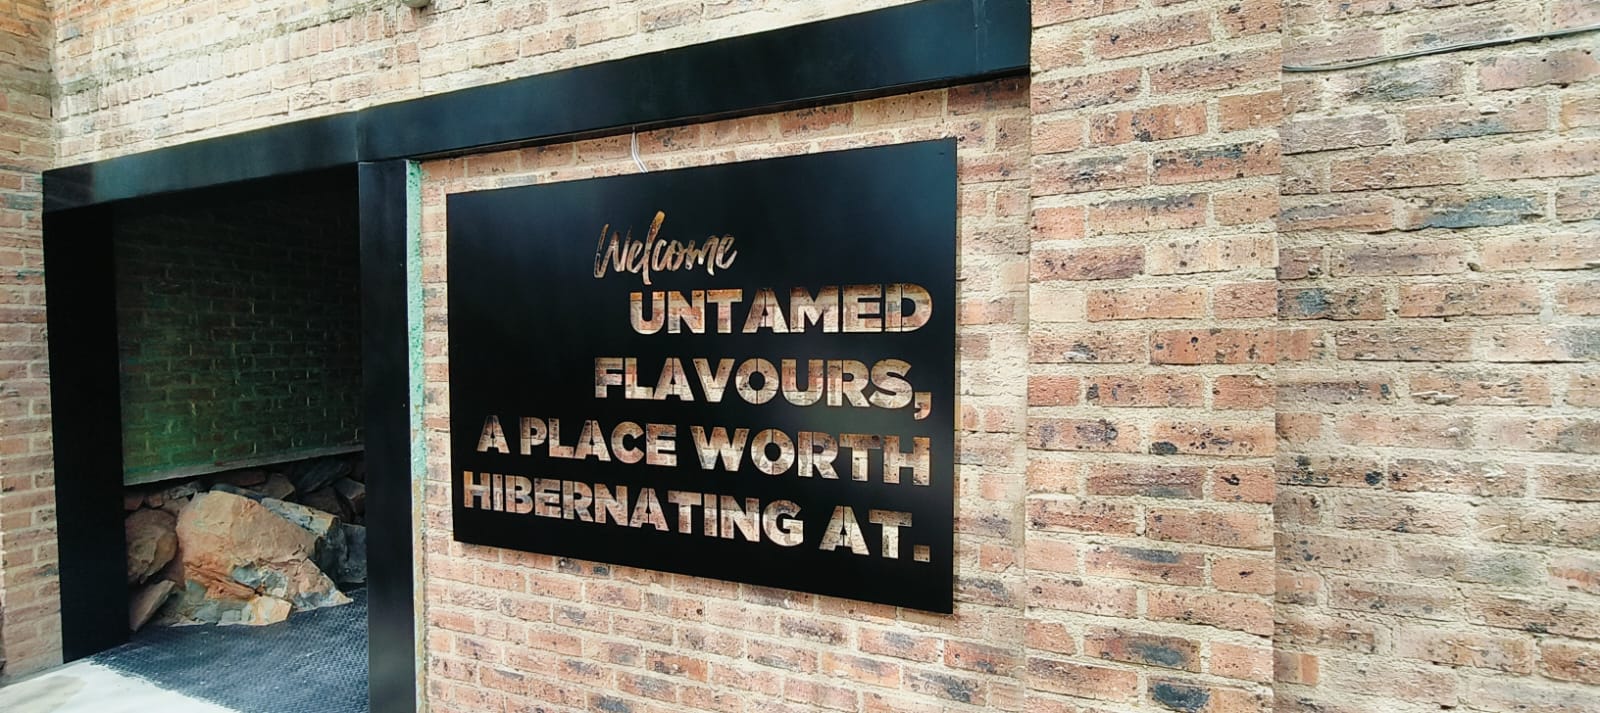 Welcome
UNTAMED
FLAVOURS,
A PLACE WORTH
HIBERNATING AT.